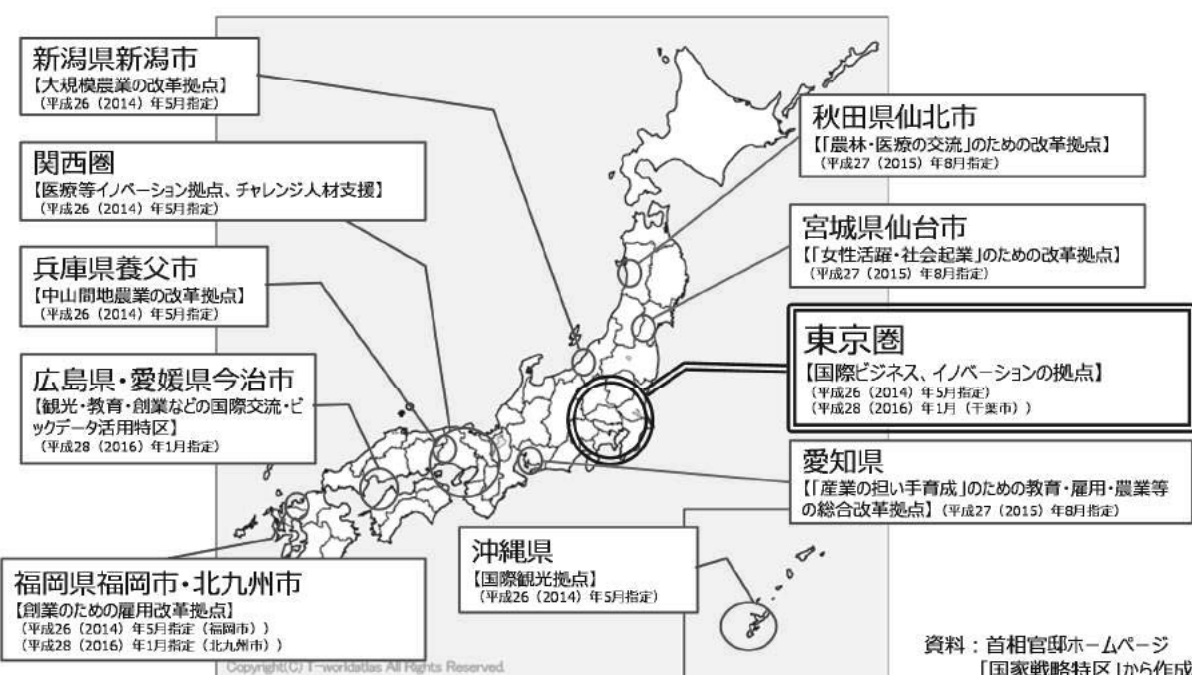 新潟県新潟市
【大規模農業の改革拠点】
(平成26（2014）年5月指定)
関西圏
【医療等イノベーション拠点、チャレンジ人材支援】
(平成26（2014）年5月指定)
兵庫県養父市
【中山間地農業の改革拠点】
(平成26（2014）年5月指定)
広島県・愛媛県今治市
【観光・教育・創業などの国際交流・ビ
ックデータ活用特区】
(平成28（2016）年1月指定)
福岡県福岡市・北九州市
【創業のための雇用改革拠点】
(平成26（2014）年5月指定（福岡市））
(平成28（2016）年1月指定（北九州市））
秋田県仙北市
【「農林・医療の交流」のための改革拠点】
(平成27（2015）年8月指定)
宮城県仙台市
【「女性活躍・社会起業」のための改革拠点】
(平成27（2015）年8月指定)
東京圏
【国際ビジネス、イノベーションの拠点】
(平成26（2014）年5月指定)
(平成28（2016）年1月（千葉市））
愛知県
【「産業の担い手育成」のための教育・雇用・農業等
の総合改革拠点】（平成27（2015）年8月指定）
沖縄県
【国際観光拠点】
(平成26（2014）年5月指定)
資料：首相官邸ホームページ
「国家戦略特区」から作成
Copyright(C) T-worldatlas All Rights Reserved.